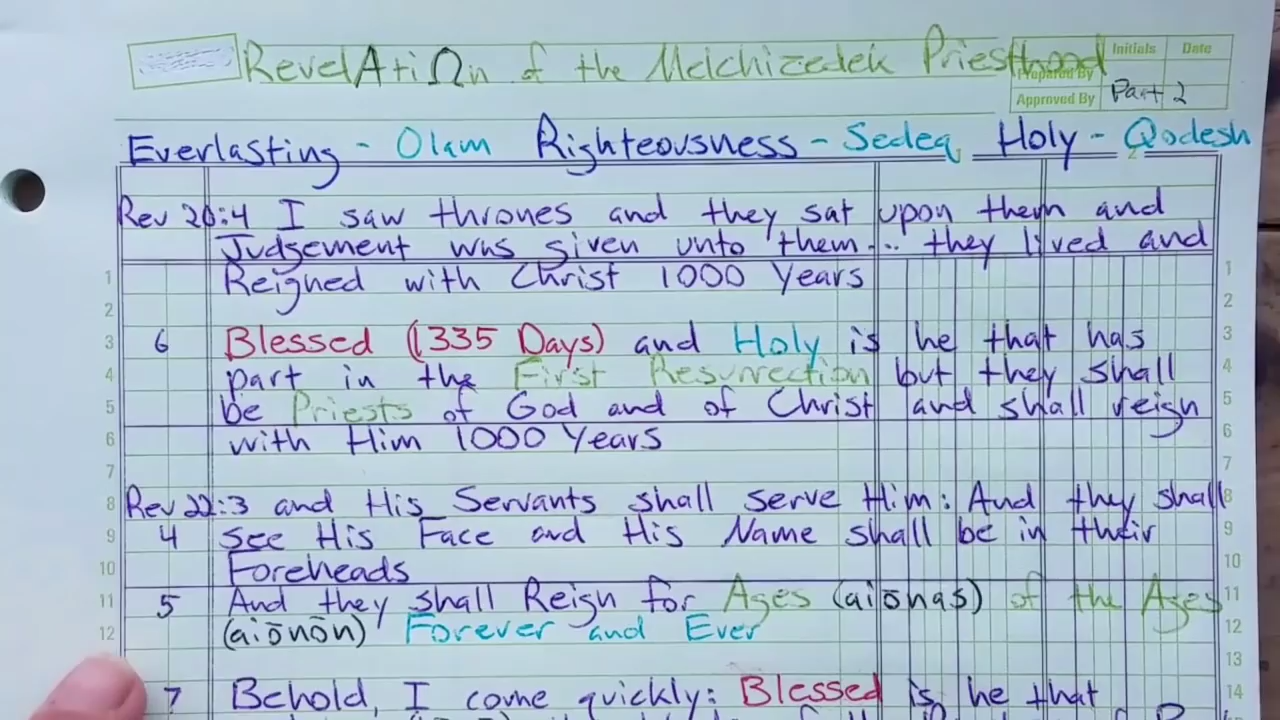 RevelAtiΩn of the Melchizedek Priesthood
Initials Date
Prepared By
Approved By Part 2
Everlasting - Olam Righteousness - Sedeq Holy - Qodesh
Rev 20:4 I saw thrones and they sat upon them and
Judgement was given unto them... they lived and
1 Reigned with Christ 1000 Years 1
2 2
3 6 Blessed (1335 Days) and Holy is he that has 3
4 part in the First Resurrection but they shall 4
5 be Priests of God and of Christ and shall reign 5
6 with Him 1000 Years 6
7 7
8 Rev 22:3 and His Servants shall serve Him: And they shall 8
9 4 see His Face and His Name shall be in their 9
10 Foreheads 10
11 5 And they shall Reign for Ages (aiōnas) of the Ages 11
12 (aiōnōn) Forever and Ever 12
13
7 Behold, I come quickly: Blessed is he that 14